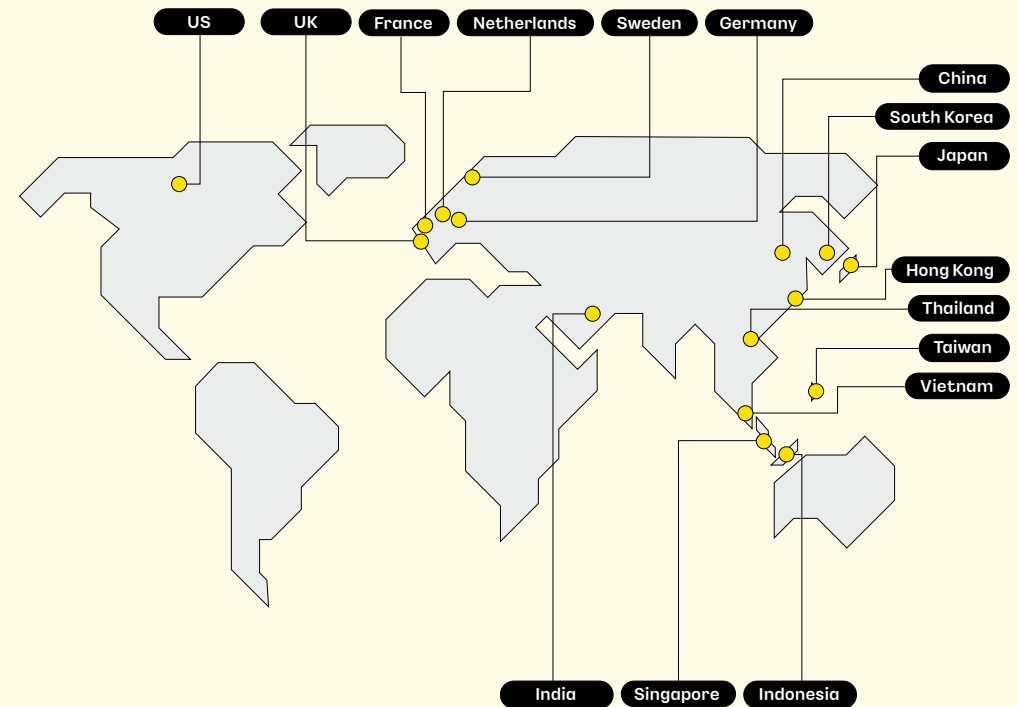 US
UK
France
Netherlands
Sweden
Germany
China
South Korea
Japan
Hong Kong
Thailand
Taiwan
Vietnam
India
Singapore
Indonesia